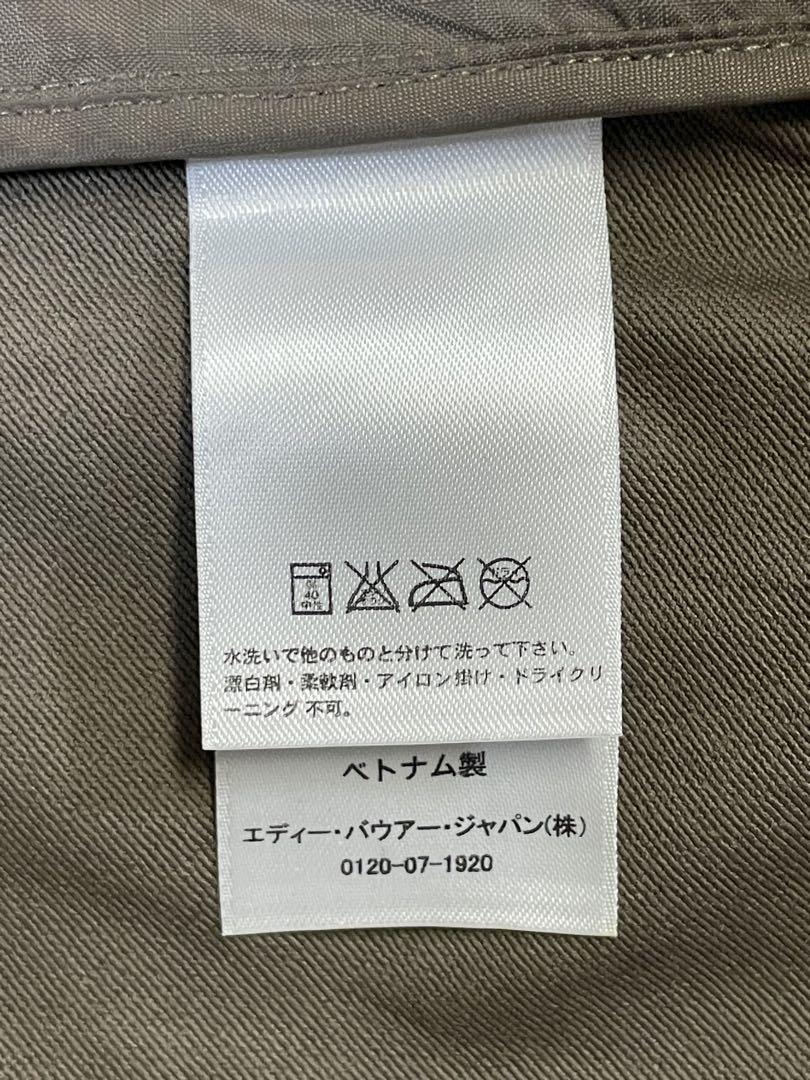 40
中性
水洗いで他のものと分けて洗って下さい。
漂白剤・柔軟剤・アイロン掛け・ドライクリ
ーニング 不可。
ベトナム製
エディー・バウアー・ジャパン(株)
0120-07-1920